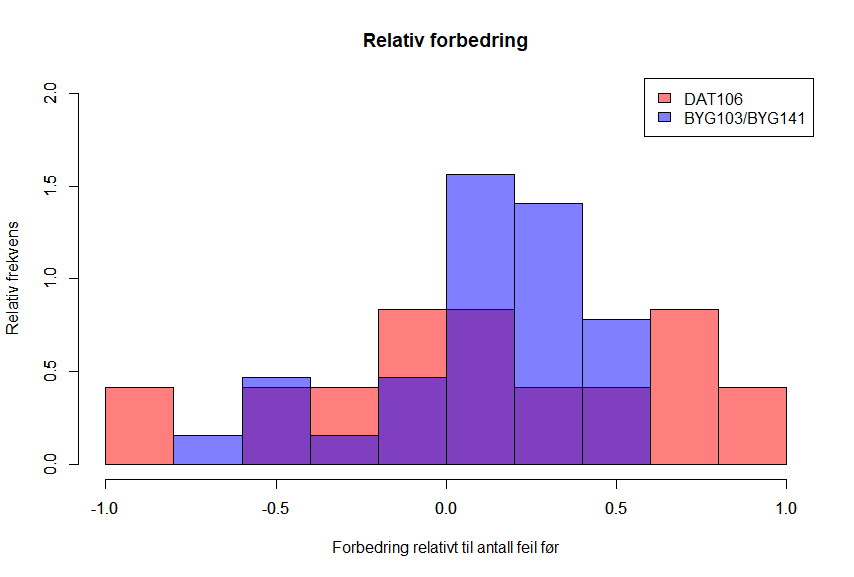 Relativ forbedring
DAT106
BYG103/BYG141
Relativ frekvens
2.0
1.5
1.0
0.5
0.0
-1.0 -0.5 0.0 0.5 1.0
Forbedring relativt til antall feil før